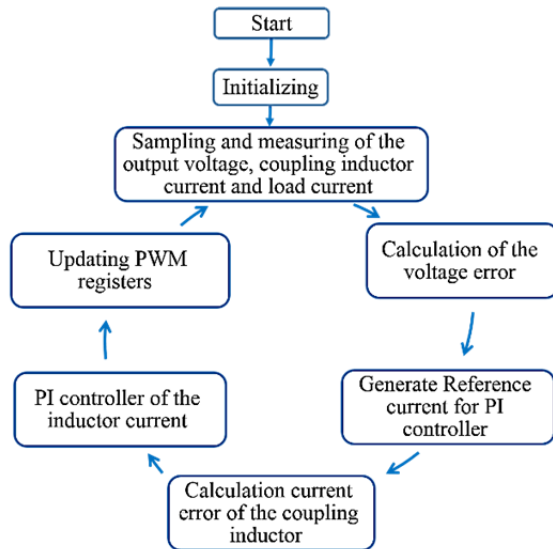 Start
Initializing
Sampling and measuring of the
output voltage, coupling inductor
current and load current
Calculation of the
voltage error
Generate Reference
current for PI
controller
Calculation current
error of the coupling
inductor
PI controller of the
inductor current
Updating PWM
registers